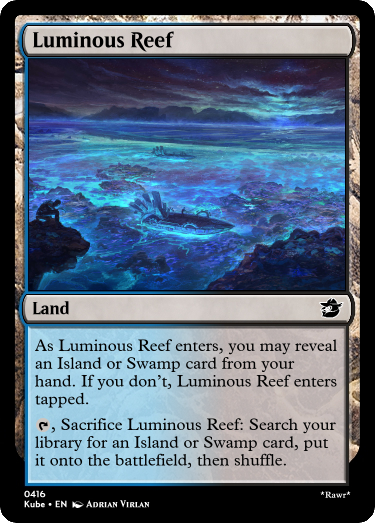 Luminous Reef
Land
As Luminous Reef enters, you may reveal
an Island or Swamp card from your
hand. If you don't, Luminous Reef enters
tapped.
, Sacrifice Luminous Reef: Search your
library for an Island or Swamp card, put
it onto the battlefield, then shuffle.
0416
Kube • EN Adrian Virlan
*Rawr*